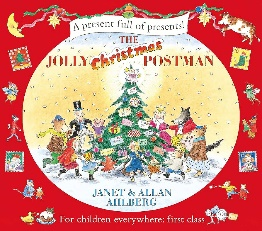 A present full of presents!
THE
JOLLY Christmas POSTMAN
JANET & ALLAN
AHLBERG
For children everywhere: first class